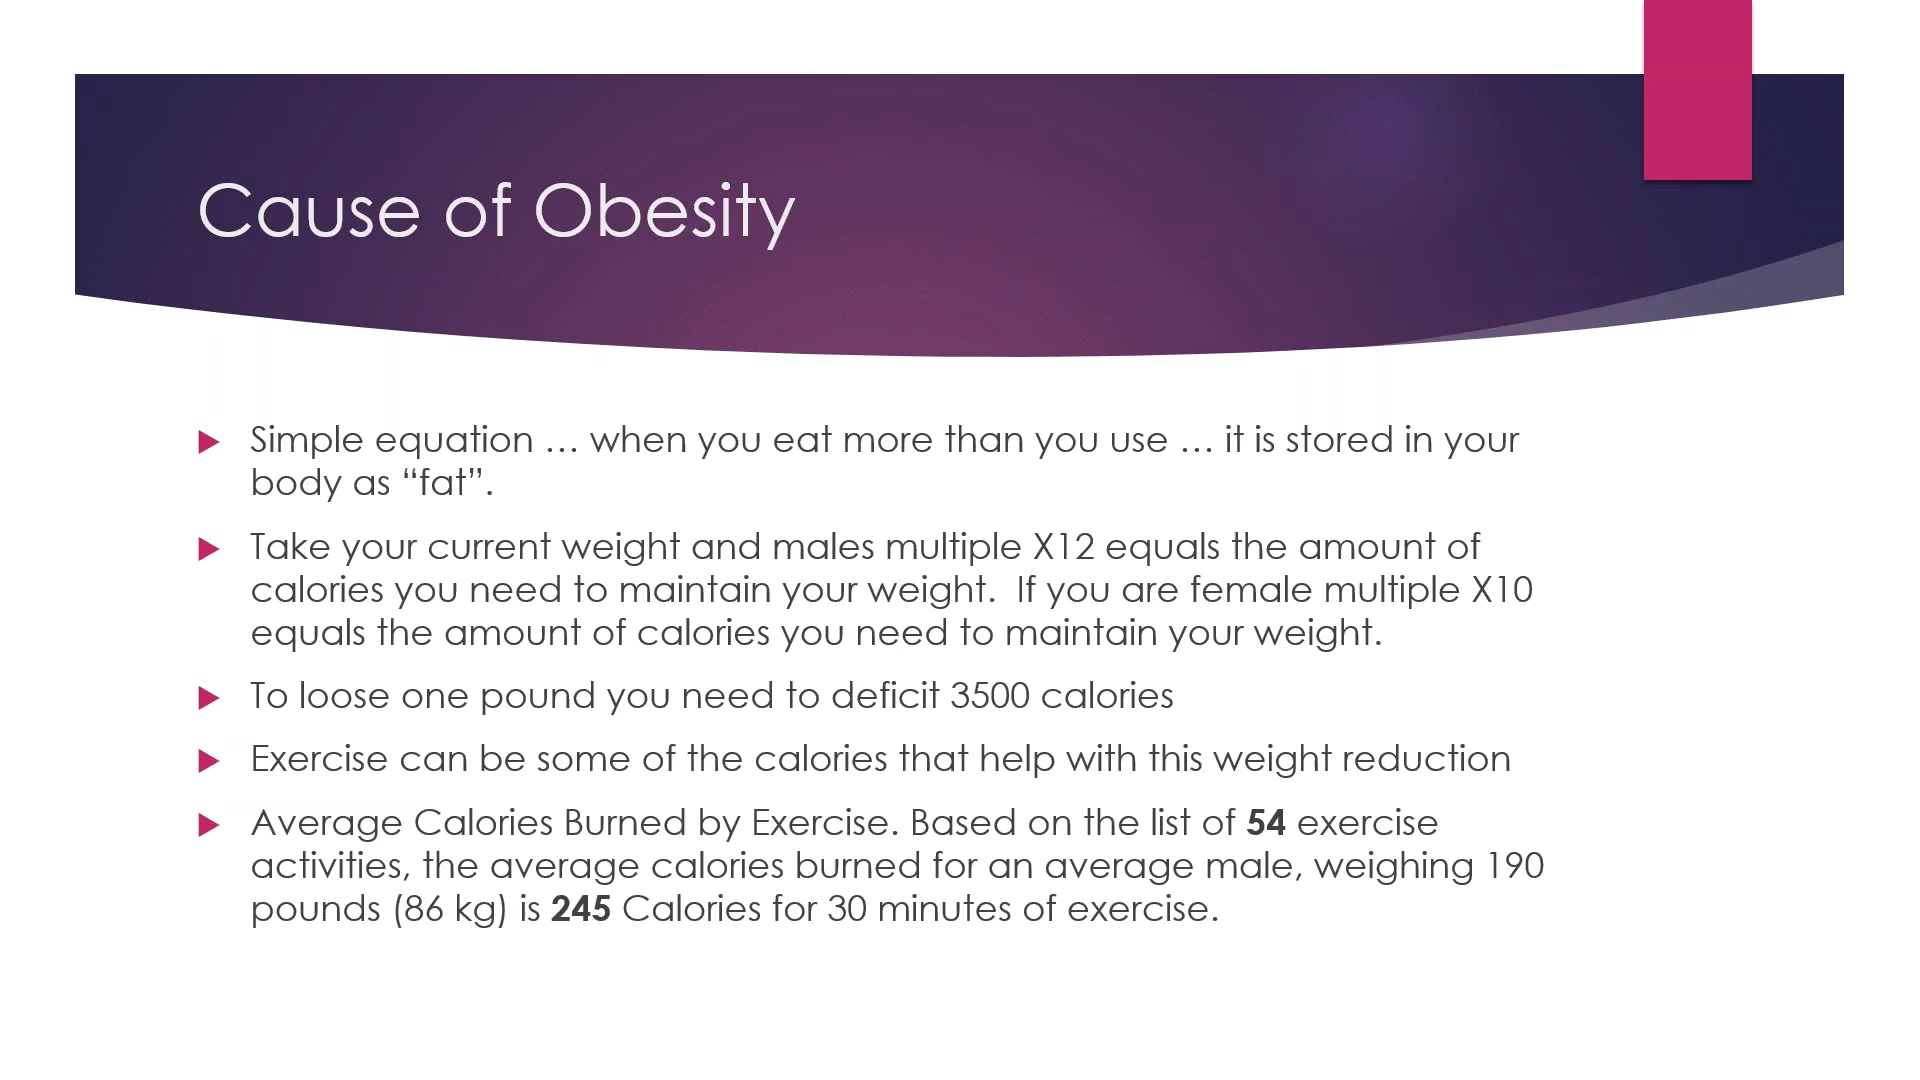 Cause of Obesity
Simple equation … when you eat more than you use … it is stored in your
body as “fat”.
Take your current weight and males multiple X12 equals the amount of
calories you need to maintain your weight.  If you are female multiple X10
equals the amount of calories you need to maintain your weight.
To loose one pound you need to deficit 3500 calories
Exercise can be some of the calories that help with this weight reduction
Average Calories Burned by Exercise. Based on the list of 54 exercise
activities, the average calories burned for an average male, weighing 190
pounds (86 kg) is 245 Calories for 30 minutes of exercise.